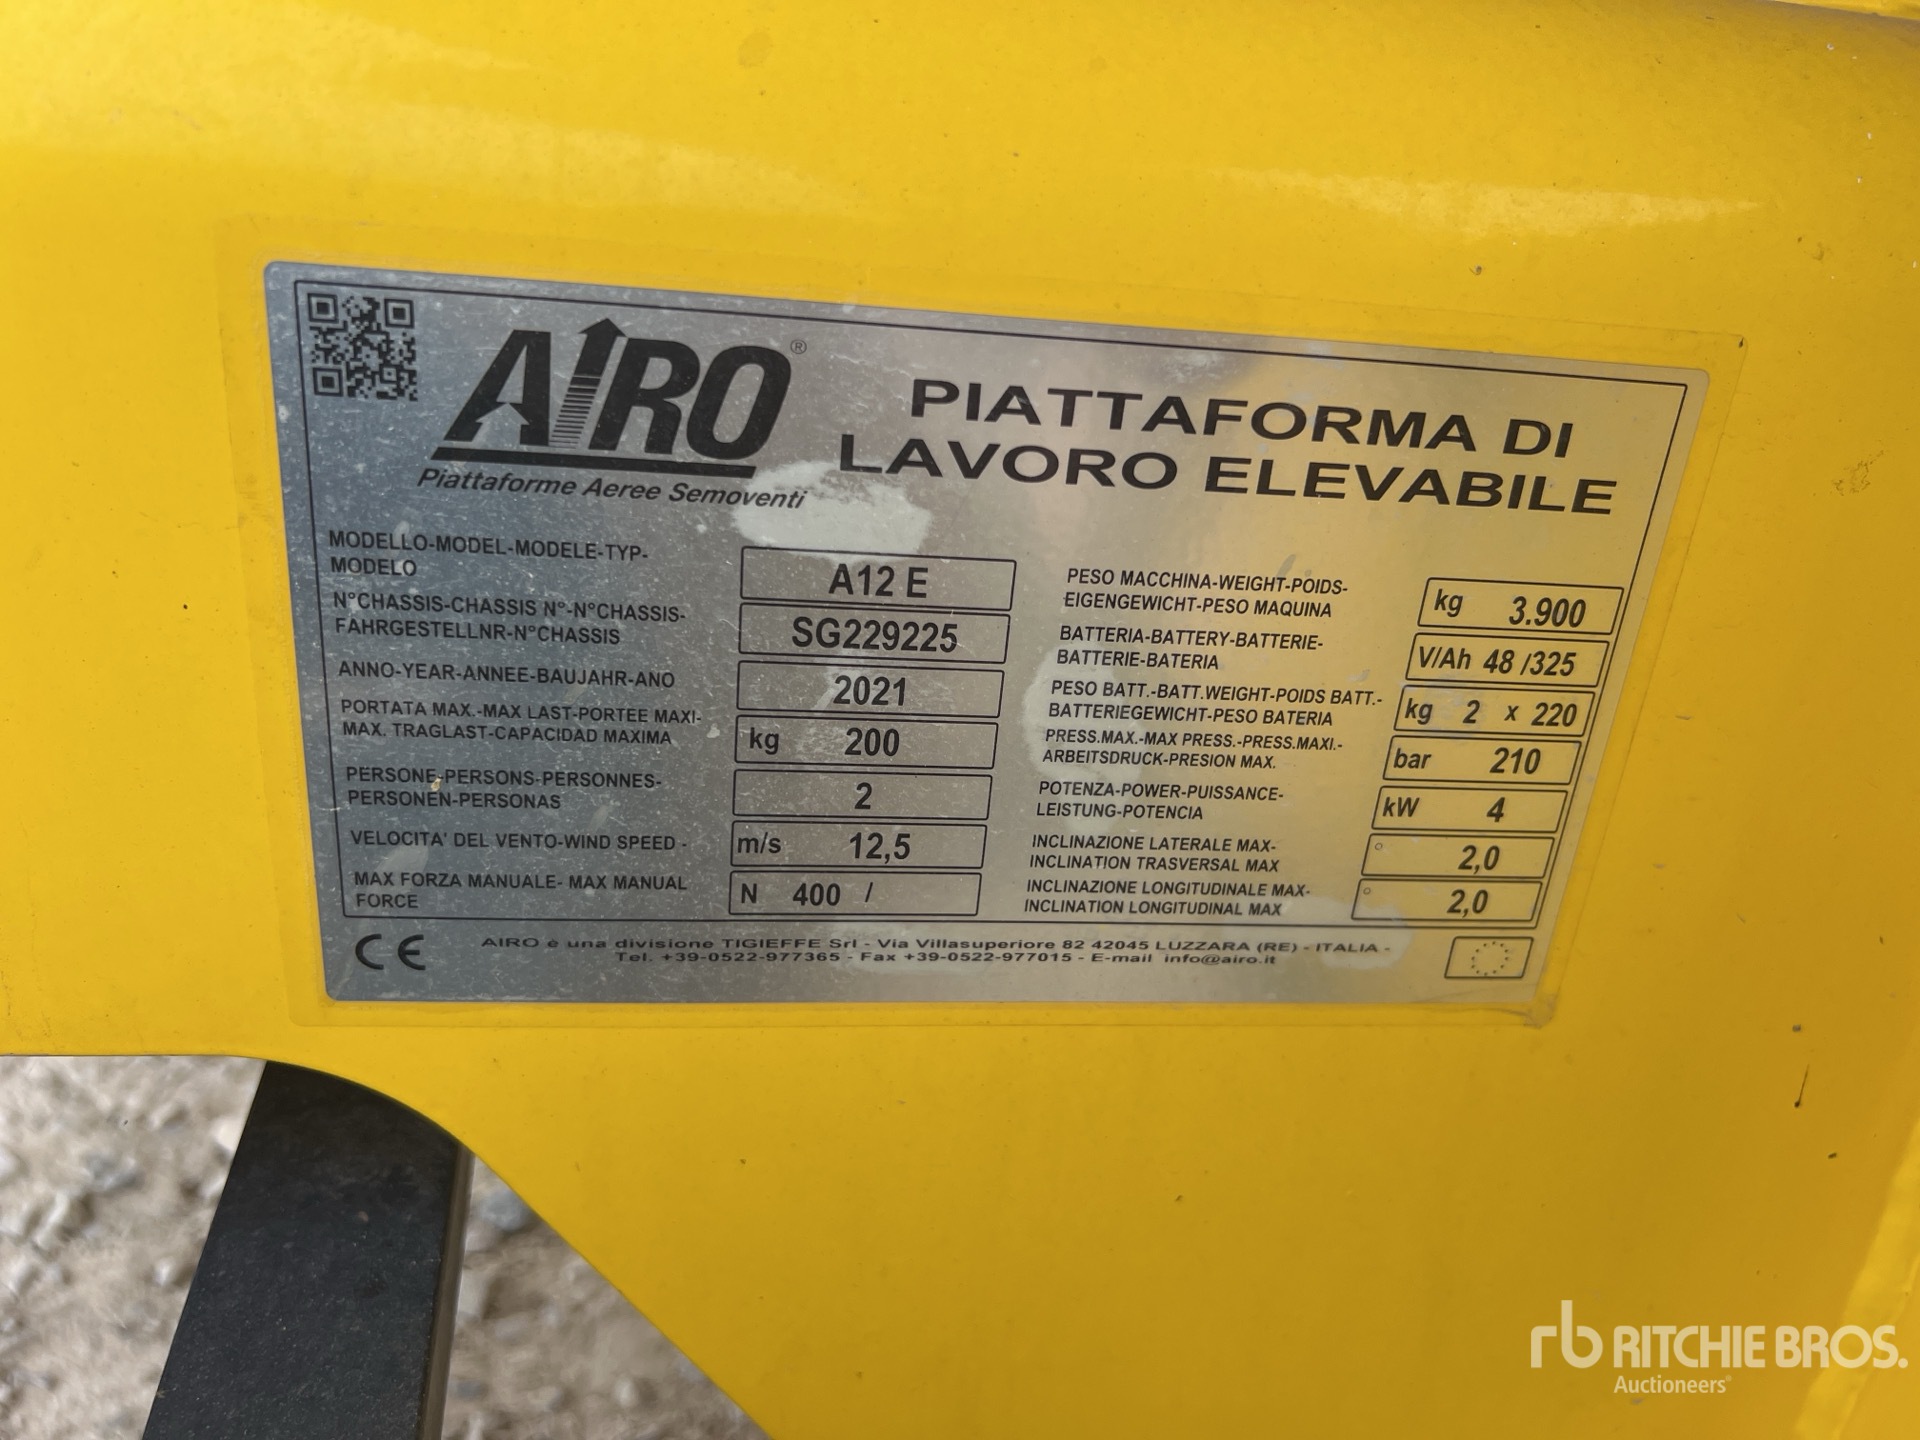 AIRO®
Piattaforme Aeree Semoventi
PIATTAFORMA DI
LAVORO ELEVABILE
MODELLO-MODEL-MODELE-TYP-
MODELO
A12 E
N°CHASSIS-CHASSIS N°-N°CHASSIS-
FAHRGESTELLNR-N°CHASSIS
SG229225
ANNO-YEAR-ANNEE-BAUJAHR-ANO
2021
PORTATA MAX.-MAX LAST-PORTEE MAXI-
MAX. TRAGLAST-CAPACIDAD MAXIMA
kg 200
PERSONE-PERSONS-PERSONNES-
PERSONEN-PERSONAS
2
VELOCITA' DEL VENTO-WIND SPEED -
m/s 12,5
MAX FORZA MANUALE- MAX MANUAL
FORCE
N 400 /
PESO MACCHINA-WEIGHT-POIDS-
EIGENGEWICHT-PESO MAQUINA
kg 3.900
BATTERIA-BATTERY-BATTERIE-
BATTERIE-BATERIA
V/Ah 48 /325
PESO BATT.-BATT.WEIGHT-POIDS BATT.-
BATTERIEGEWICHT-PESO BATERIA
kg 2 x 220
PRESS.MAX.-MAX PRESS.-PRESS.MAXI.-
ARBEITSDRUCK-PRESION MAX.
bar 210
POTENZA-POWER-PUISSANCE-
LEISTUNG-POTENCIA
kW 4
INCLINAZIONE LATERALE MAX-
INCLINATION TRASVERSAL MAX
° 2,0
INCLINAZIONE LONGITUDINALE MAX-
INCLINATION LONGITUDINAL MAX
° 2,0
CE
AIRO è una divisione TIGIEFFE Srl - Via Villasuperiore 82 42045 LUZZARA (RE) - ITALIA -
Tel. +39-0522-977365 - Fax +39-0522-977015 - E-mail info@airo.it
rb RITCHIE BROS.
Auctioneers